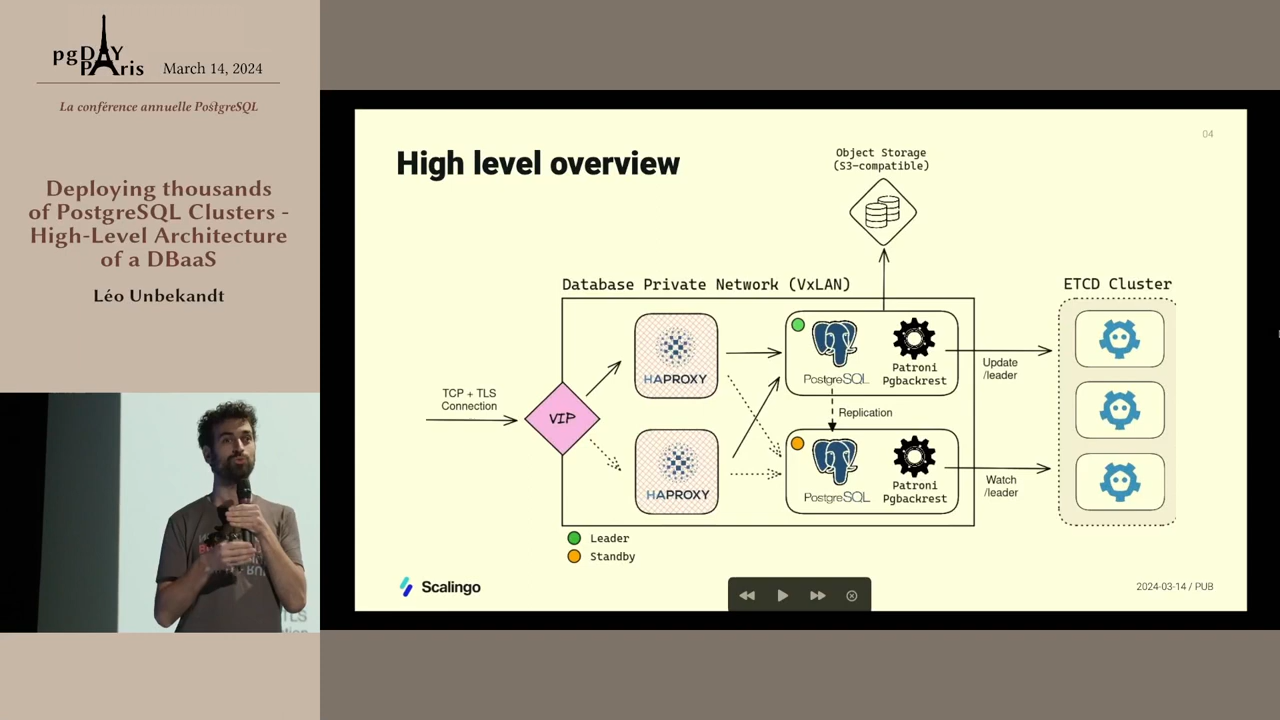 pgDAY
PAris
March 14, 2024
La conférence annuelle PostgreSQL
Deploying thousands
of PostgreSQL Clusters -
High-Level Architecture
of a DBaaS
Léo Unbekandt
04
High level overview
Object Storage
(S3-compatible)
Database Private Network (VxLAN)
ETCD Cluster
TCP + TLS
Connection
VIP
HAPROXY
PostgreSQL
Patroni
Pgbackrest
Update
/leader
Replication
HAPROXY
PostgreSQL
Patroni
Pgbackrest
Watch
/leader
Leader
Standby
Scalingo
2024-03-14 / PUB